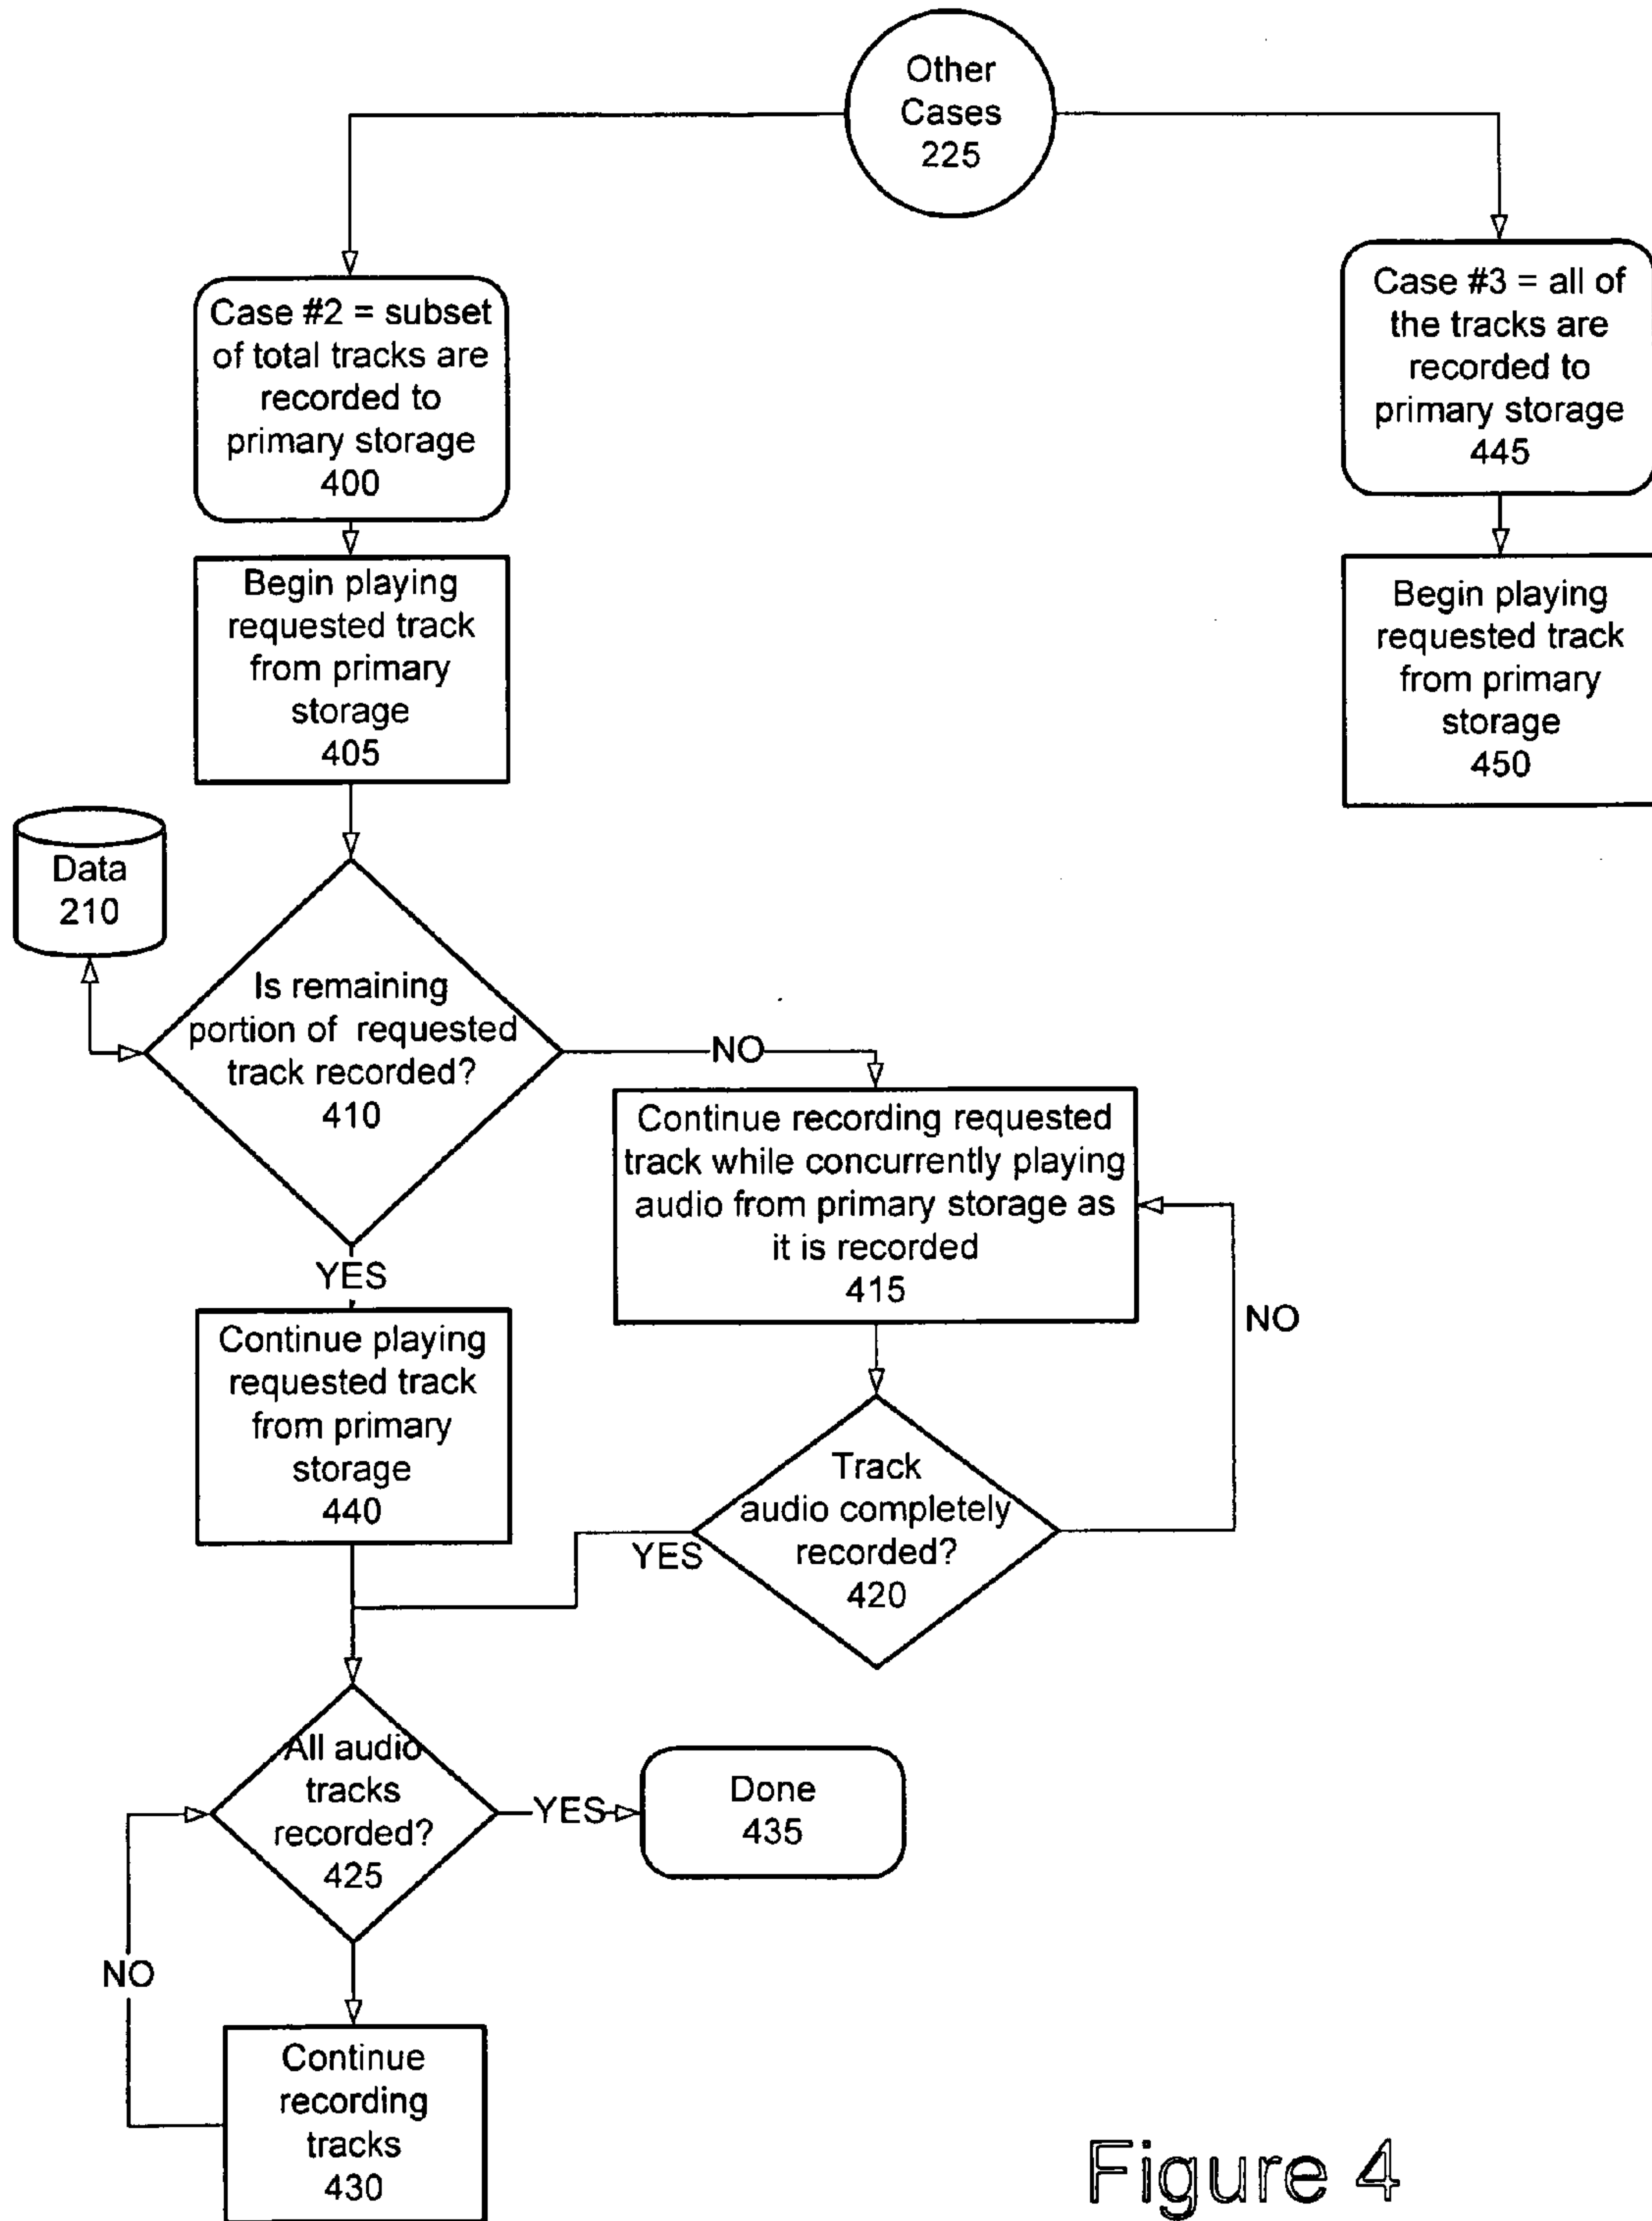 Other
Cases
225
Case #2 = subset
of total tracks are
recorded to
primary storage
400
Case #3 = all of
the tracks are
recorded to
primary storage
445
Begin playing
requested track
from primary
storage
405
Begin playing
requested track
from primary
storage
450
Data
210
Is remaining
portion of requested
track recorded?
410
NO
YES
Continue recording requested
track while concurrently playing
audio from primary storage as
it is recorded
415
NO
Continue playing
requested track
from primary
storage
440
Track
audio completely
recorded?
420
YES
All audio
tracks
recorded?
425
YES
Done
435
NO
Continue
recording
tracks
430
Figure 4